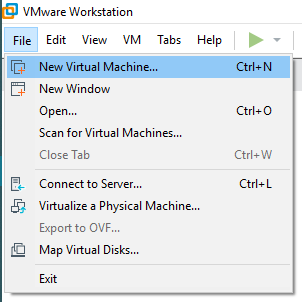 VMware Workstation
File Edit View VM Tabs Help
New Virtual Machine... Ctrl+N
New Window
Open... Ctrl+O
Scan for Virtual Machines...
Close Tab Ctrl+W
Connect to Server... Ctrl+L
Virtualize a Physical Machine...
Export to OVF...
Map Virtual Disks...
Exit